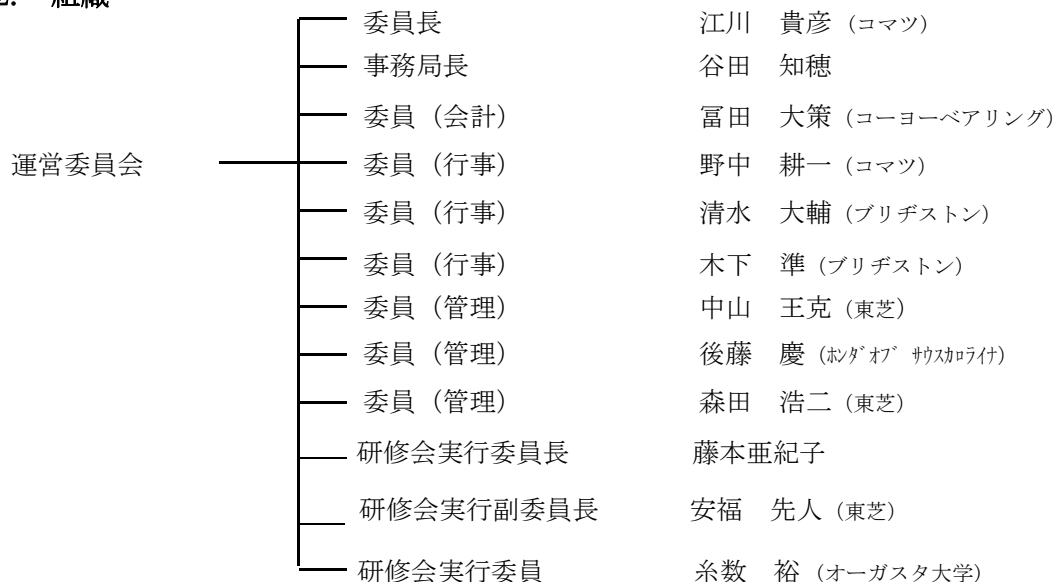 組織
委員長 江川 貴彦 (コマツ)
事務局長 谷田 知穂
委員（会計） 冨田 大策 (コーヨーベアリング)
運営委員会 委員（行事） 野中 耕一 (コマツ)
委員（行事） 清水 大輔 (ブリヂストン)
委員（行事） 木下 準 (ブリヂストン)
委員（管理） 中山 王克 (東芝)
委員（管理） 後藤 慶 (ﾎﾝﾀﾞｵﾌﾞ ｻｳｽｶﾛﾗｲﾅ)
委員（管理） 森田 浩二 (東芝)
研修会実行委員長 藤本亜紀子
研修会実行副委員長 安福 先人 (東芝)
研修会実行委員 糸数 裕 (オーガスタ大学)